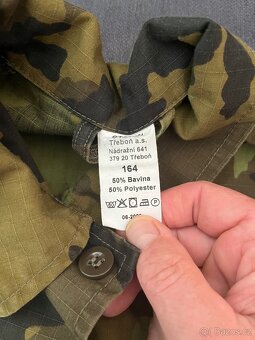 Třeboň a.s.
Nádražní 641
379 20 Třeboň
164
50% Bavlna
50% Polyester